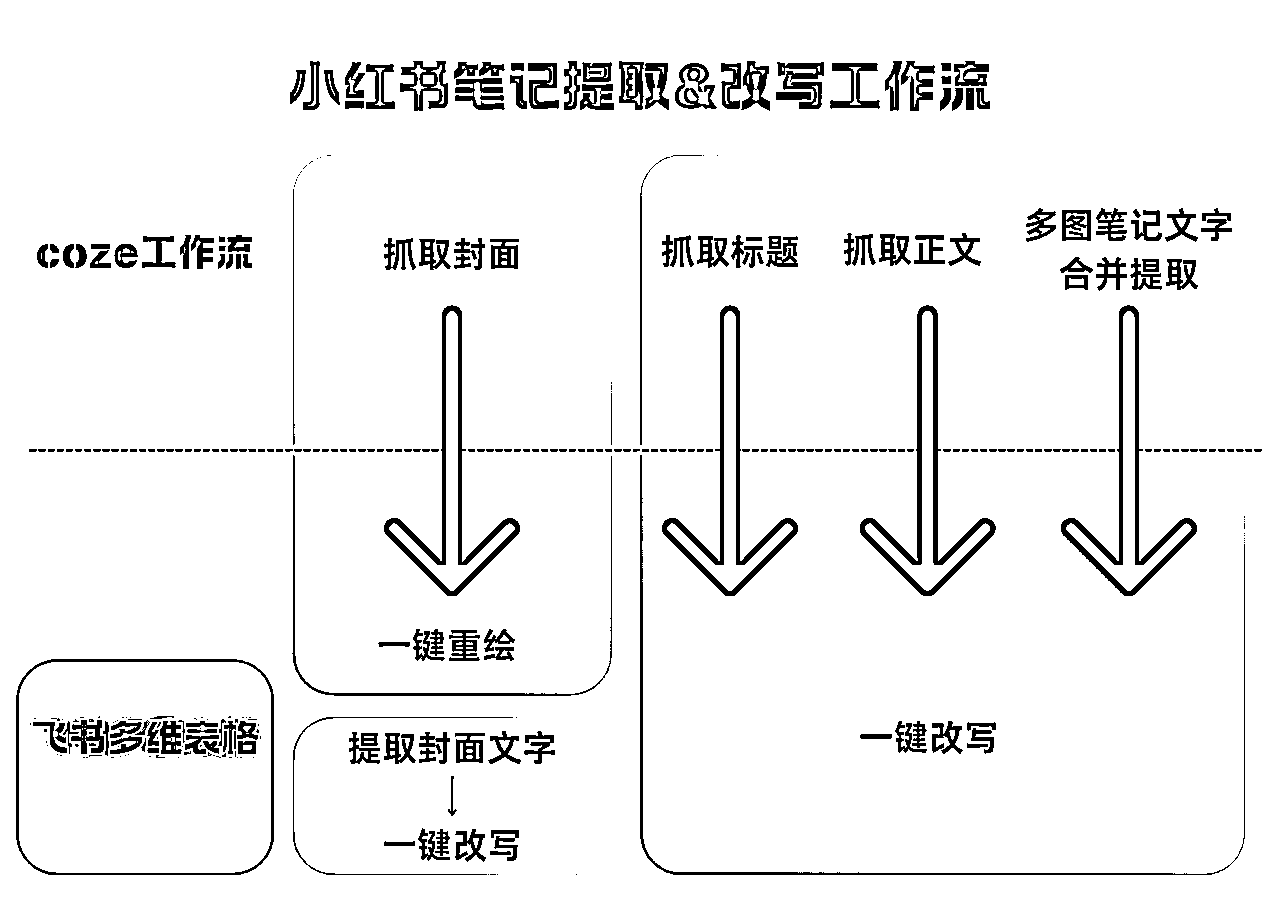 小红书笔记提取&改写工作流
coze工作流
抓取封面
抓取标题
抓取正文
多图笔记文字
合并提取
一键重绘
飞书多维表格
提取封面文字
一键改写
一键改写